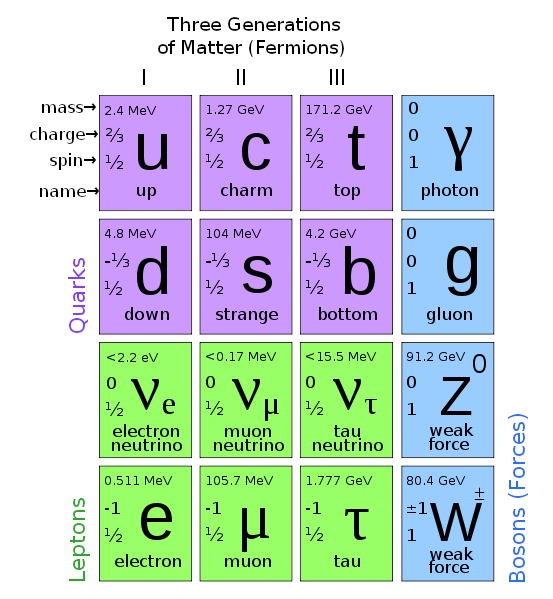 Three Generations
of Matter (Fermions)
I II III
mass→
charge→
spin→
name→
2.4 MeV
⅔
½
u
up
1.27 GeV
⅔
½
c
charm
171.2 GeV
⅔
½
t
top
0
0
1
γ
photon
Quarks
4.8 MeV
-⅓
½
d
down
104 MeV
-⅓
½
s
strange
4.2 GeV
-⅓
½
b
bottom
0
0
1
g
gluon
<2.2 eV
0
½
νe
electron
neutrino
<0.17 MeV
0
½
νμ
muon
neutrino
<15.5 MeV
0
½
ντ
tau
neutrino
91.2 GeV
0
1
Z0
weak
force
Leptons
0.511 MeV
-1
½
e
electron
105.7 MeV
-1
½
μ
muon
1.777 GeV
-1
½
τ
tau
80.4 GeV
±1
1
W±
weak
force
Bosons (Forces)